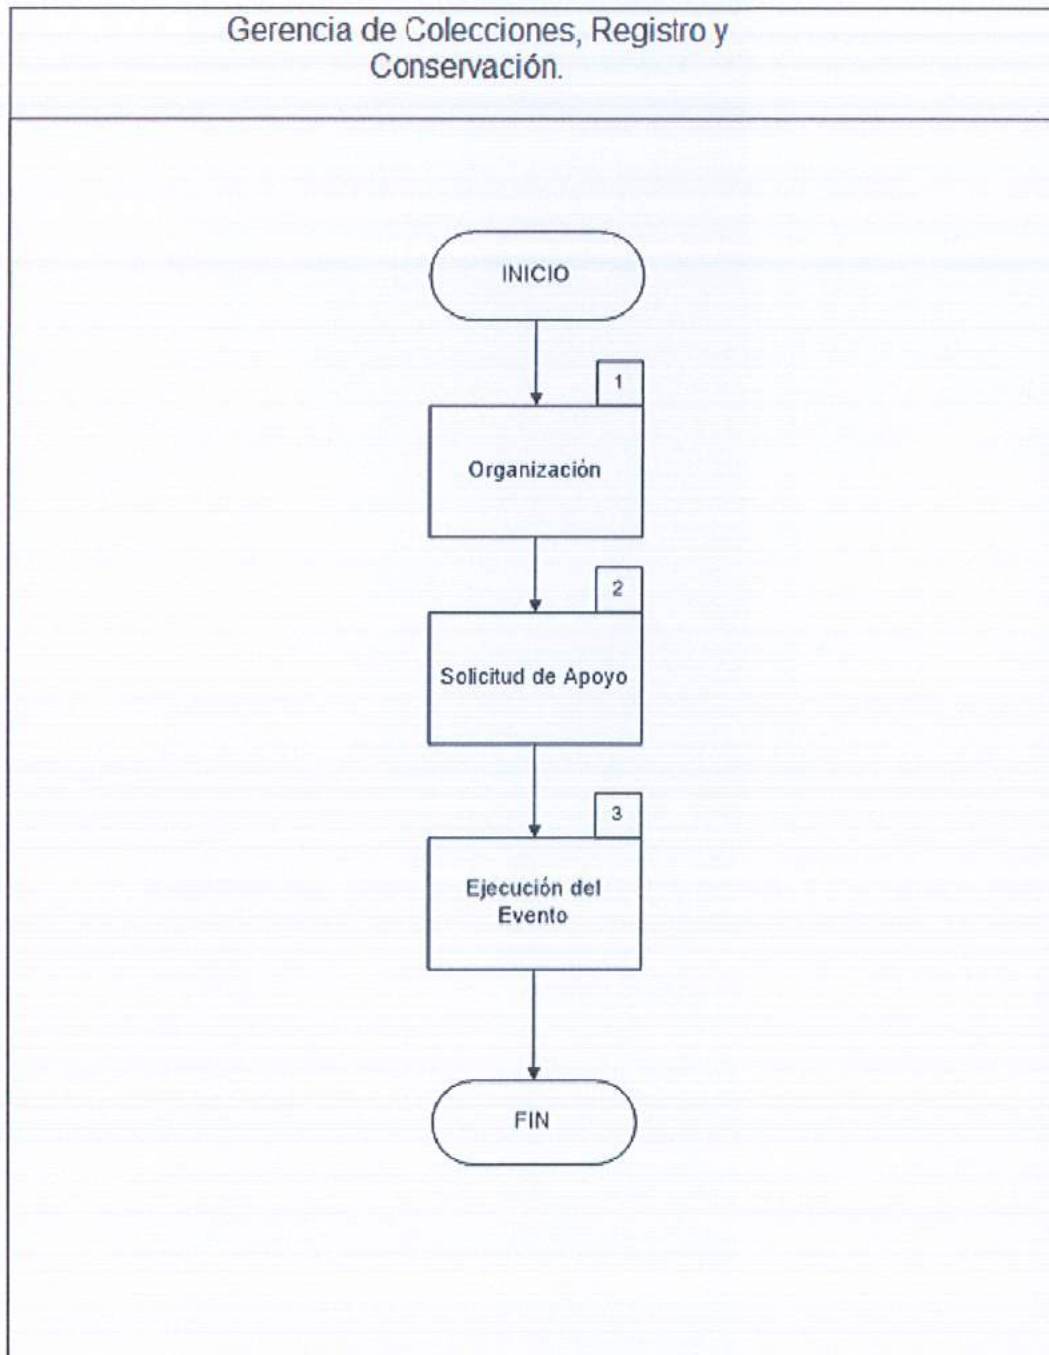 Gerencia de Colecciones, Registro y
Conservación.
INICIO
1
Organización
2
Solicitud de Apoyo
3
Ejecución del
Evento
FIN